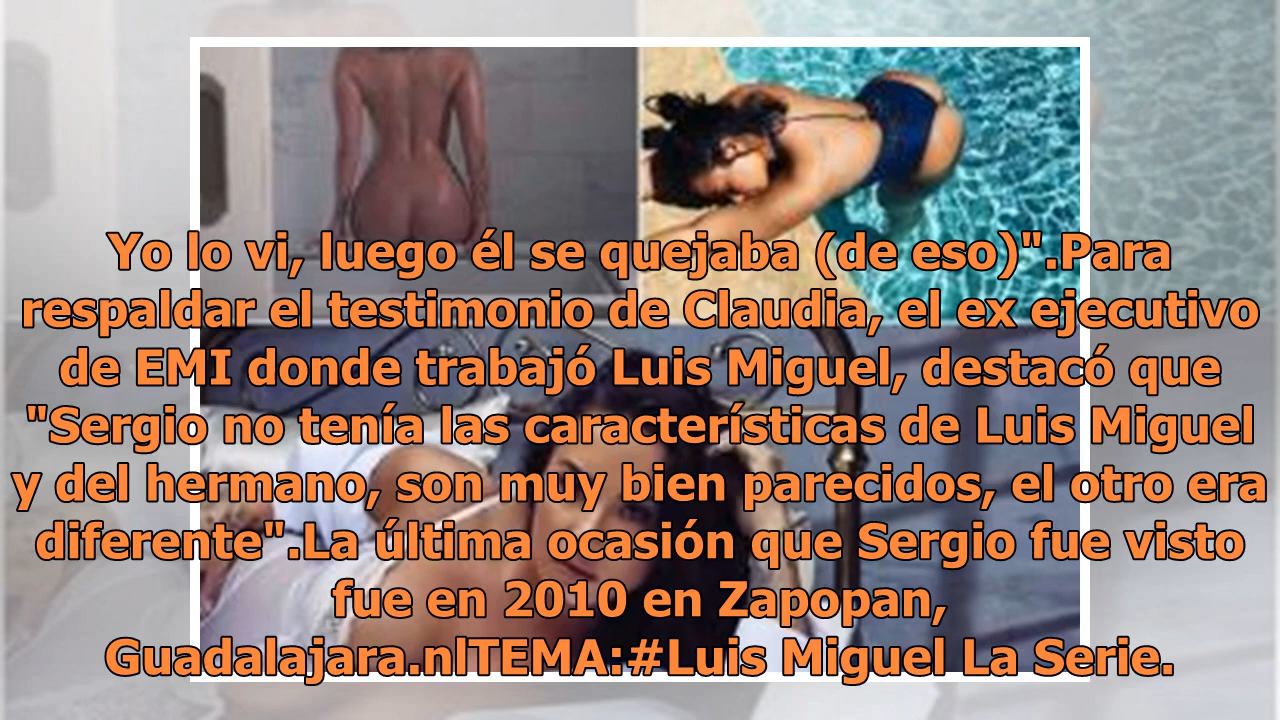 Yo lo vi, luego él se quejaba (de eso)".Para
respaldar el testimonio de Claudia, el ex ejecutivo
de EMI donde trabajó Luis Miguel, destacó que
"Sergio no tenía las características de Luis Miguel
y del hermano, son muy bien parecidos, el otro era
diferente".La última ocasión que Sergio fue visto
fue en 2010 en Zapopan,
Guadalajara.nlTEMA:#Luis Miguel La Serie.